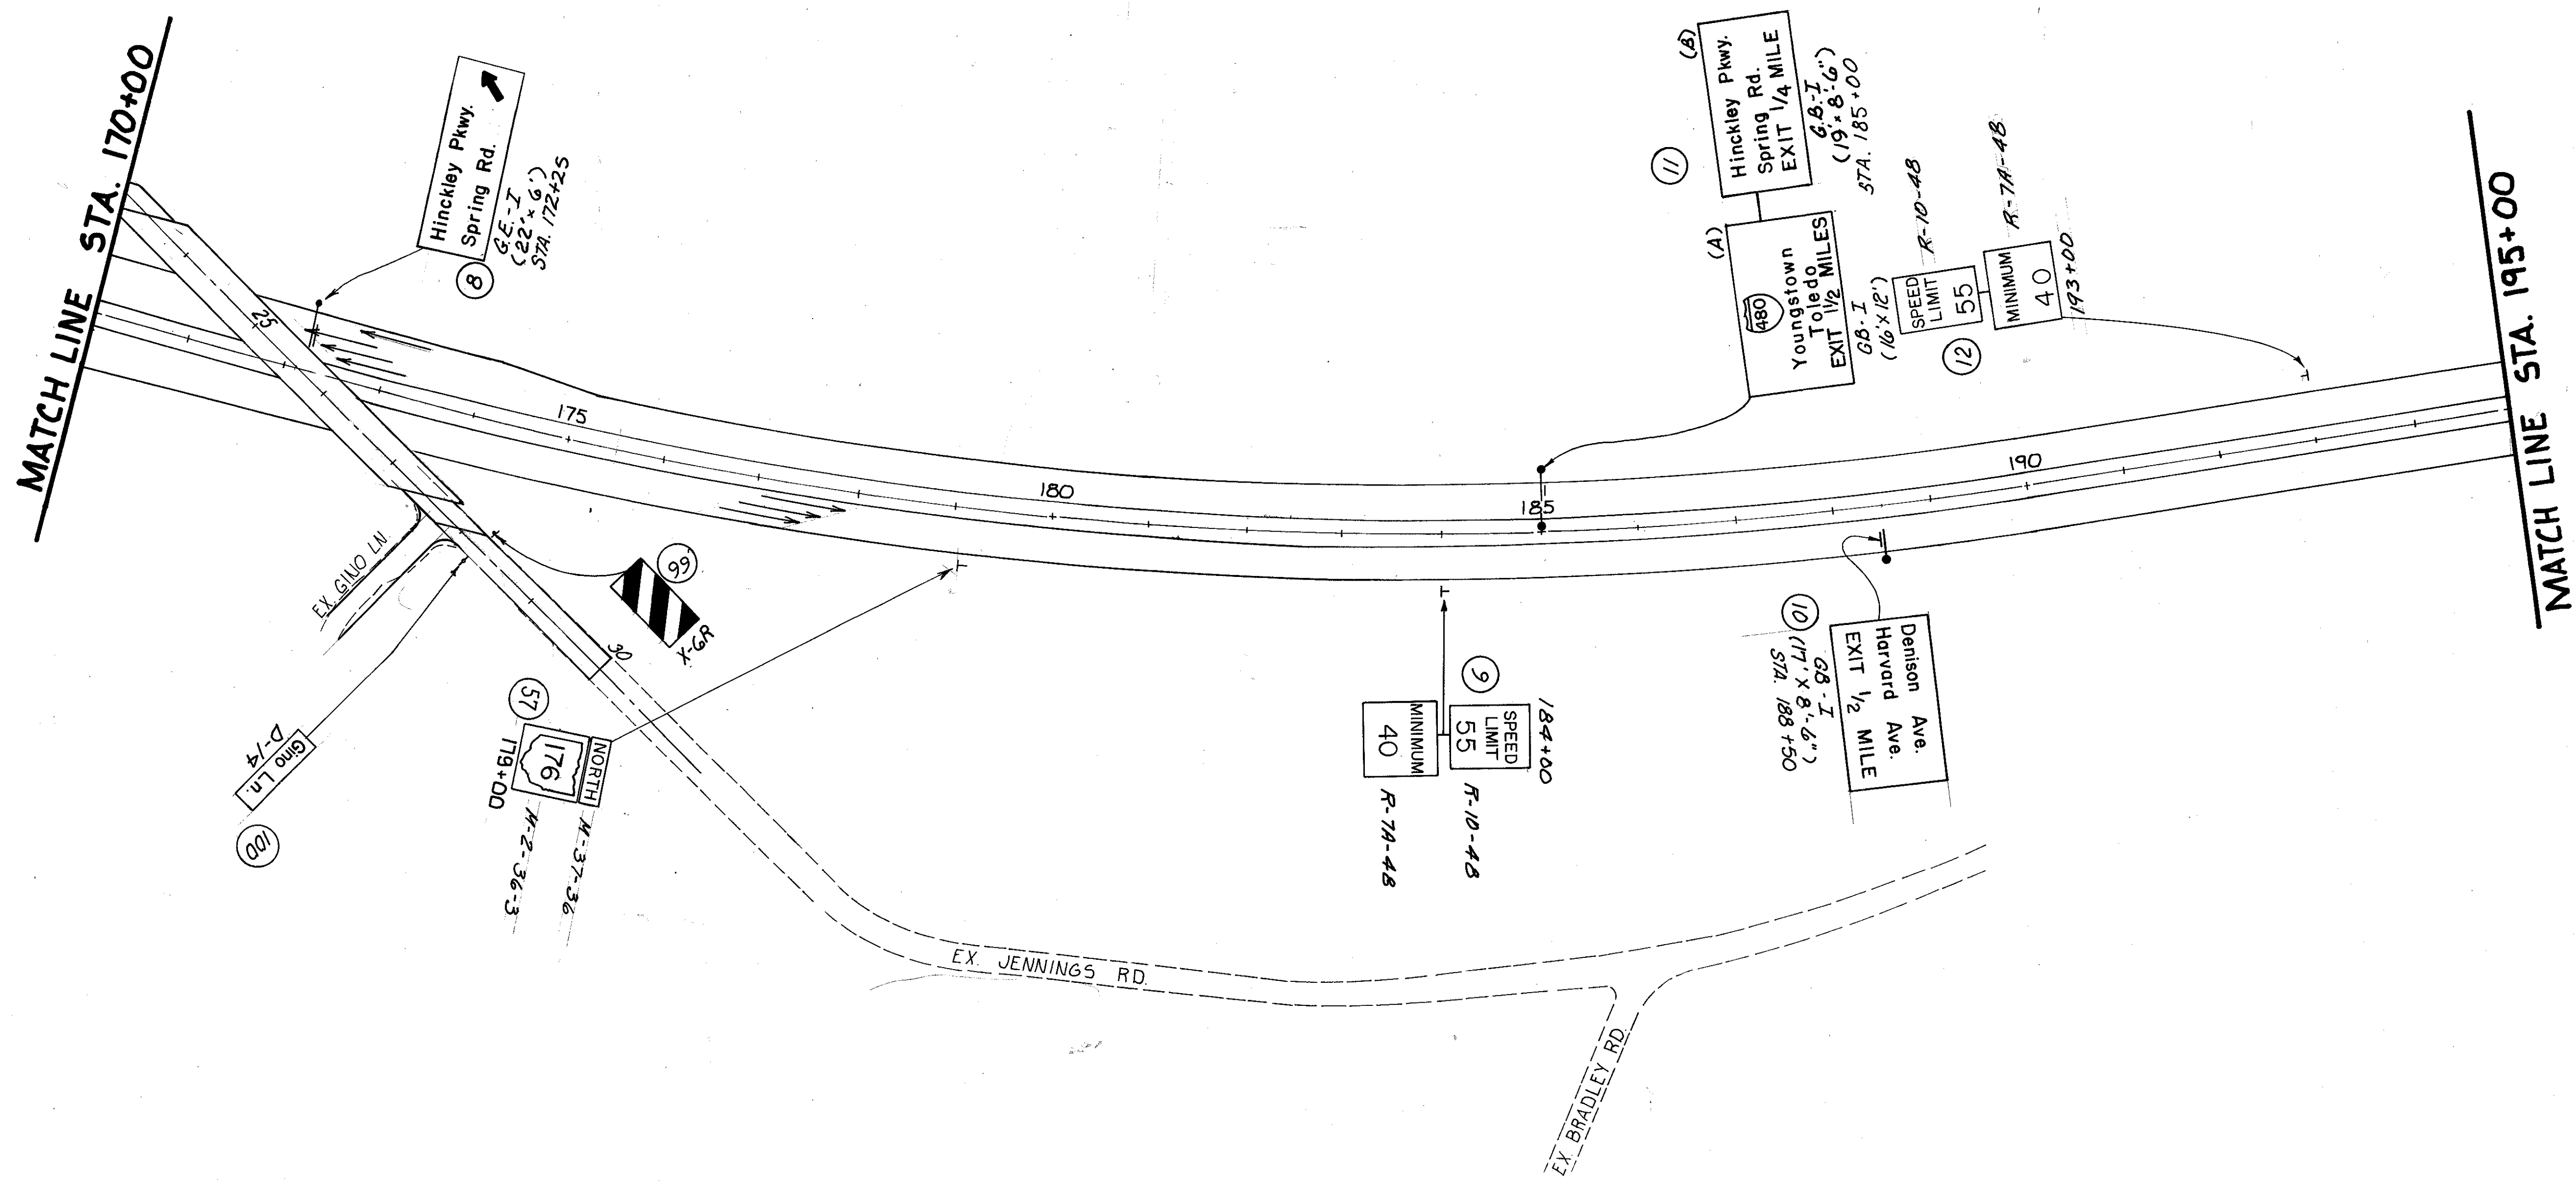 MATCH LINE STA. 170+00
Hinckley Pkwy.
Spring Rd.
8
G.E.-I
(22' x 6')
STA. 172+25
25
175
180
185
190
30
EX. GINO LN.
99
X-GR
Gino Ln.
D-14
100
57
NORTH
176
179+00
M-37-36
M-2-36-3
11
(B)
Hinckley Pkwy.
Spring Rd.
EXIT 1/4 MILE
G.B.-I
(19' x 8'-6")
STA. 185+00
(A)
480
Youngstown
Toledo
EXIT 1 1/2 MILES
GB-I
(16' x 12')
R-10-48
R-7A-48
SPEED
LIMIT
55
MINIMUM
40
12
193+00
9
184+00
SPEED
LIMIT
55
MINIMUM
40
R-10-48
R-7A-48
10
Denison Ave.
Harvard Ave.
EXIT 1/2 MILE
GB-I
(17' X 8'-6")
STA. 188+50
EX. JENNINGS RD.
EX. BRADLEY RD.
MATCH LINE STA. 195+00